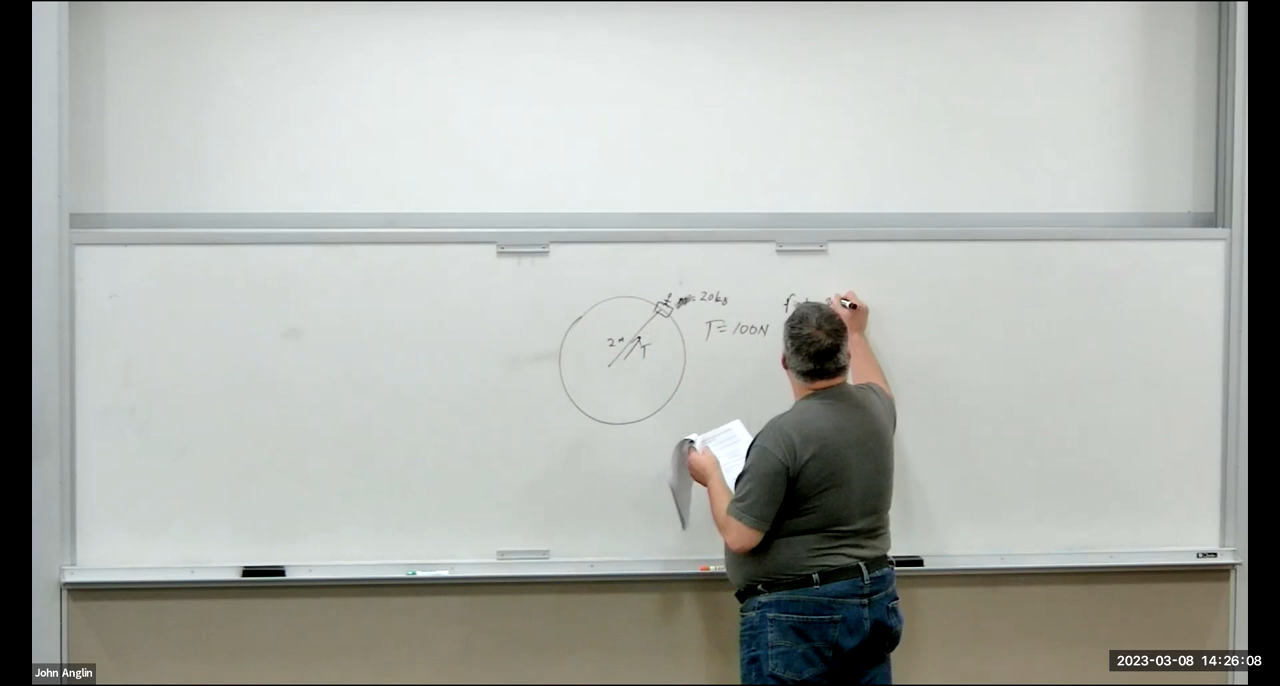 = 20kg
T = 100N
2m
T
John Anglin
2023-03-08 14:26:08